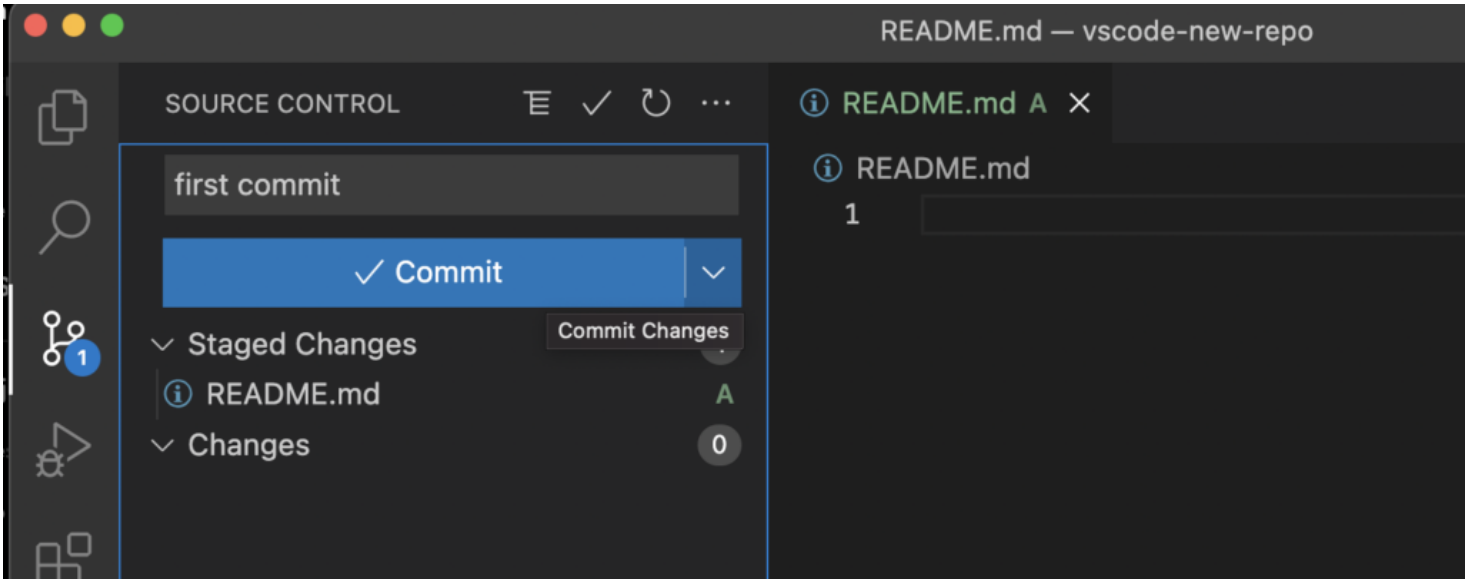 README.md — vscode-new-repo
SOURCE CONTROL
README.md A
first commit
README.md
1
Commit
Commit Changes
Staged Changes
README.md A
1
Changes 0